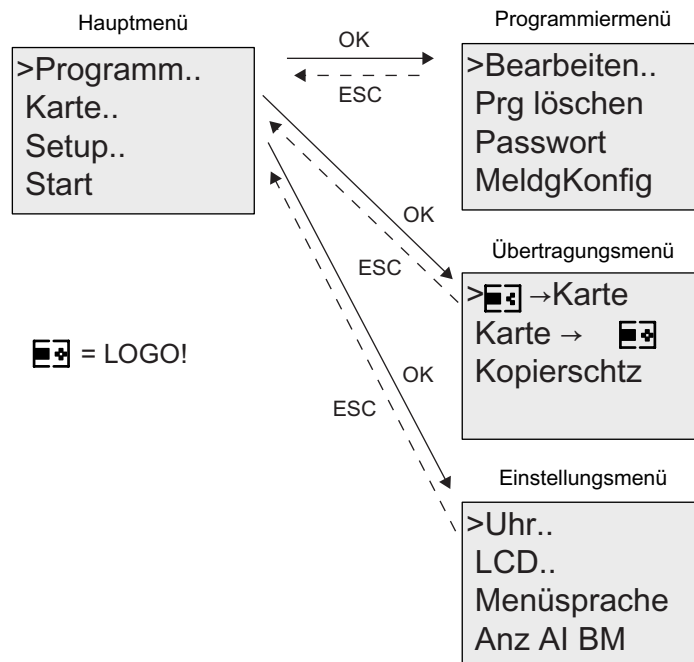 Hauptmenü
>Programm..
Karte..
Setup..
Start
OK
ESC
Programmiermenü
>Bearbeiten..
Prg löschen
Passwort
MeldgKonfig
OK
ESC
Übertragungsmenü
> →Karte
Karte →
Kopierschtz
= LOGO!
OK
ESC
Einstellungsmenü
>Uhr..
LCD..
Menüsprache
Anz AI BM